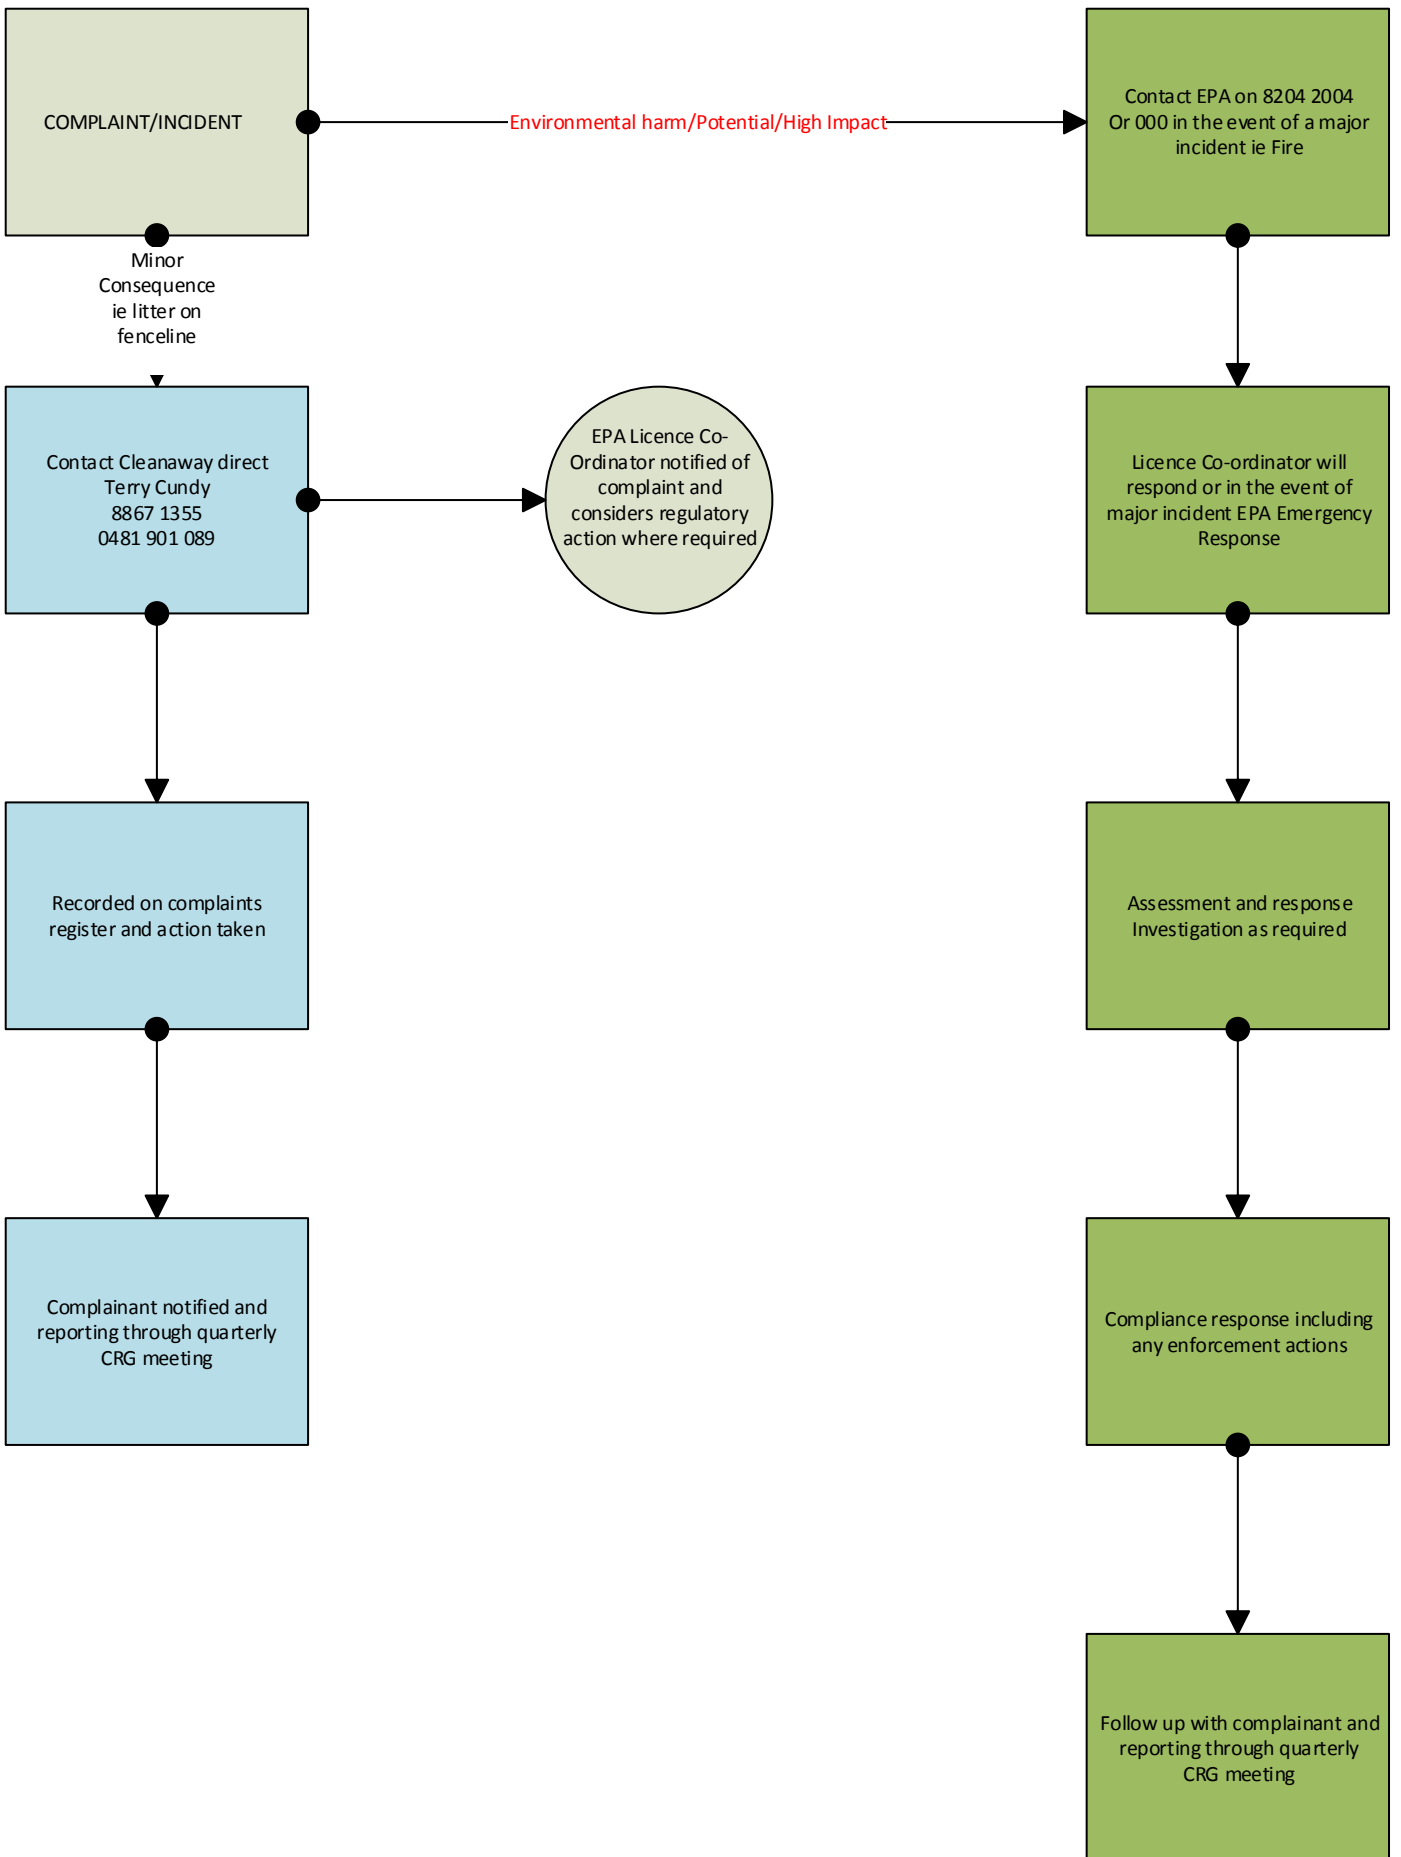 COMPLAINT/INCIDENT
Environmental harm/Potential/High Impact
Contact EPA on 8204 2004
Or 000 in the event of a major
incident ie Fire
Minor
Consequence
ie litter on
fenceline
Contact Cleanaway direct
Terry Cundy
8867 1355
0481 901 089
EPA Licence Co-
Ordinator notified of
complaint and
considers regulatory
action where required
Licence Co-ordinator will
respond or in the event of
major incident EPA Emergency
Response
Recorded on complaints
register and action taken
Assessment and response
Investigation as required
Complainant notified and
reporting through quarterly
CRG meeting
Compliance response including
any enforcement actions
Follow up with complainant and
reporting through quarterly
CRG meeting